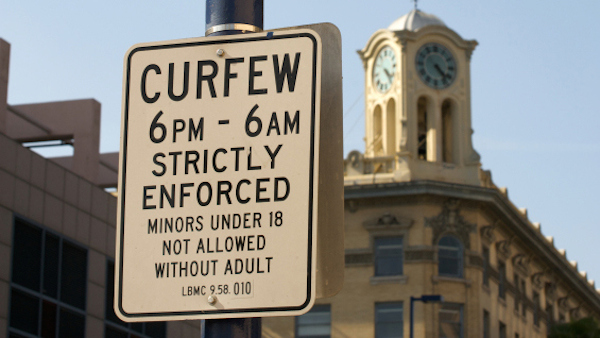 CURFEW
6PM - 6AM
STRICTLY
ENFORCED
MINORS UNDER 18
NOT ALLOWED
WITHOUT ADULT
LBMC 9.58.010